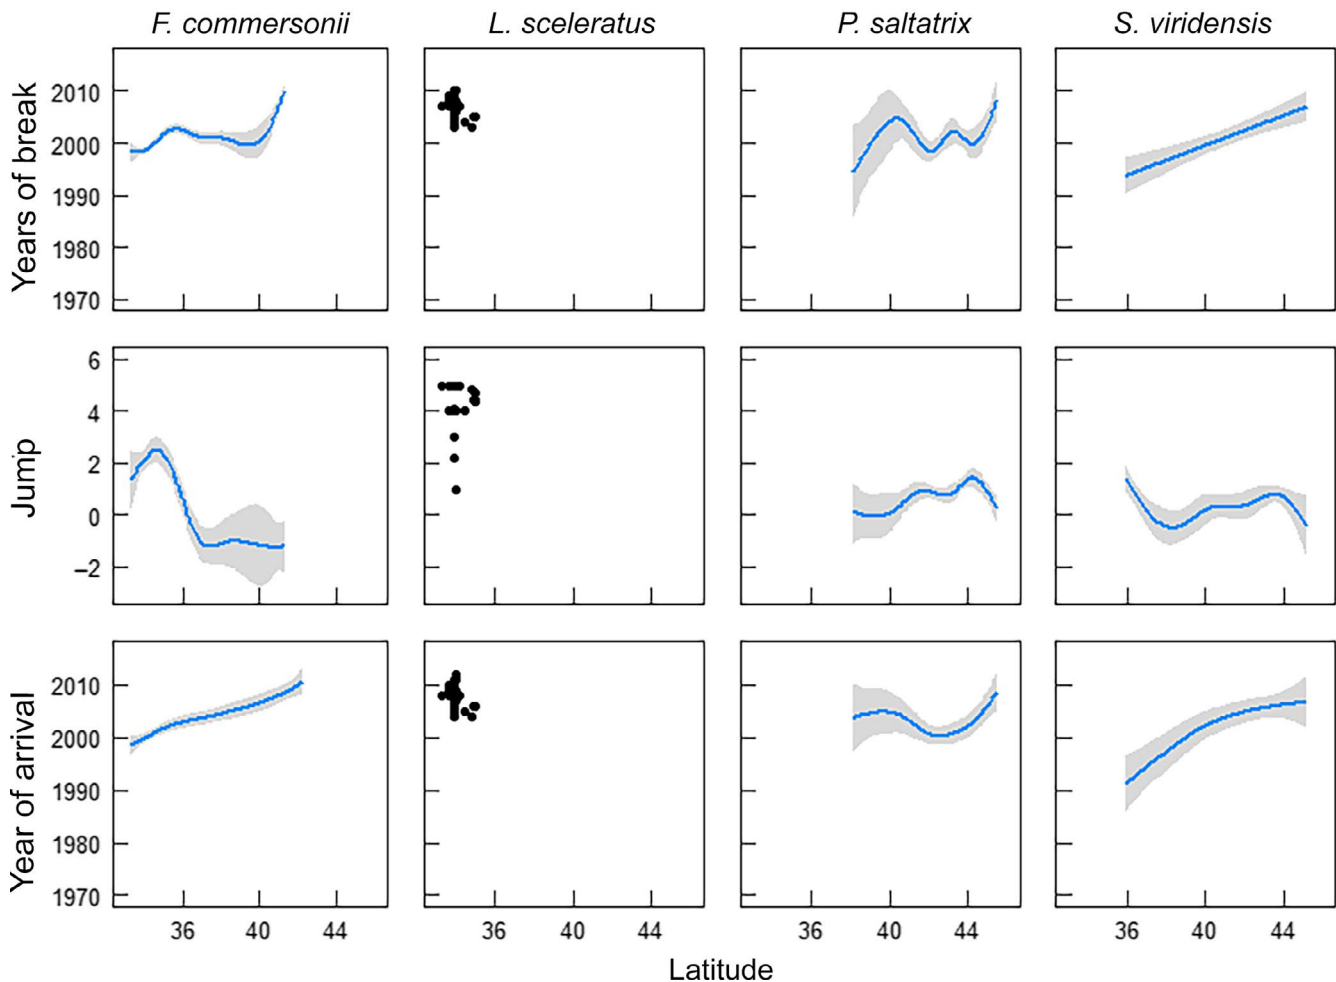 F. commersonii L. sceleratus P. saltatrix S. viridensis
Years of break
2010
2000
1990
1980
1970
36 40 44 36 40 44 36 40 44 36 40 44
Jump
6
4
2
0
−2
Year of arrival
2010
2000
1990
1980
1970
Latitude